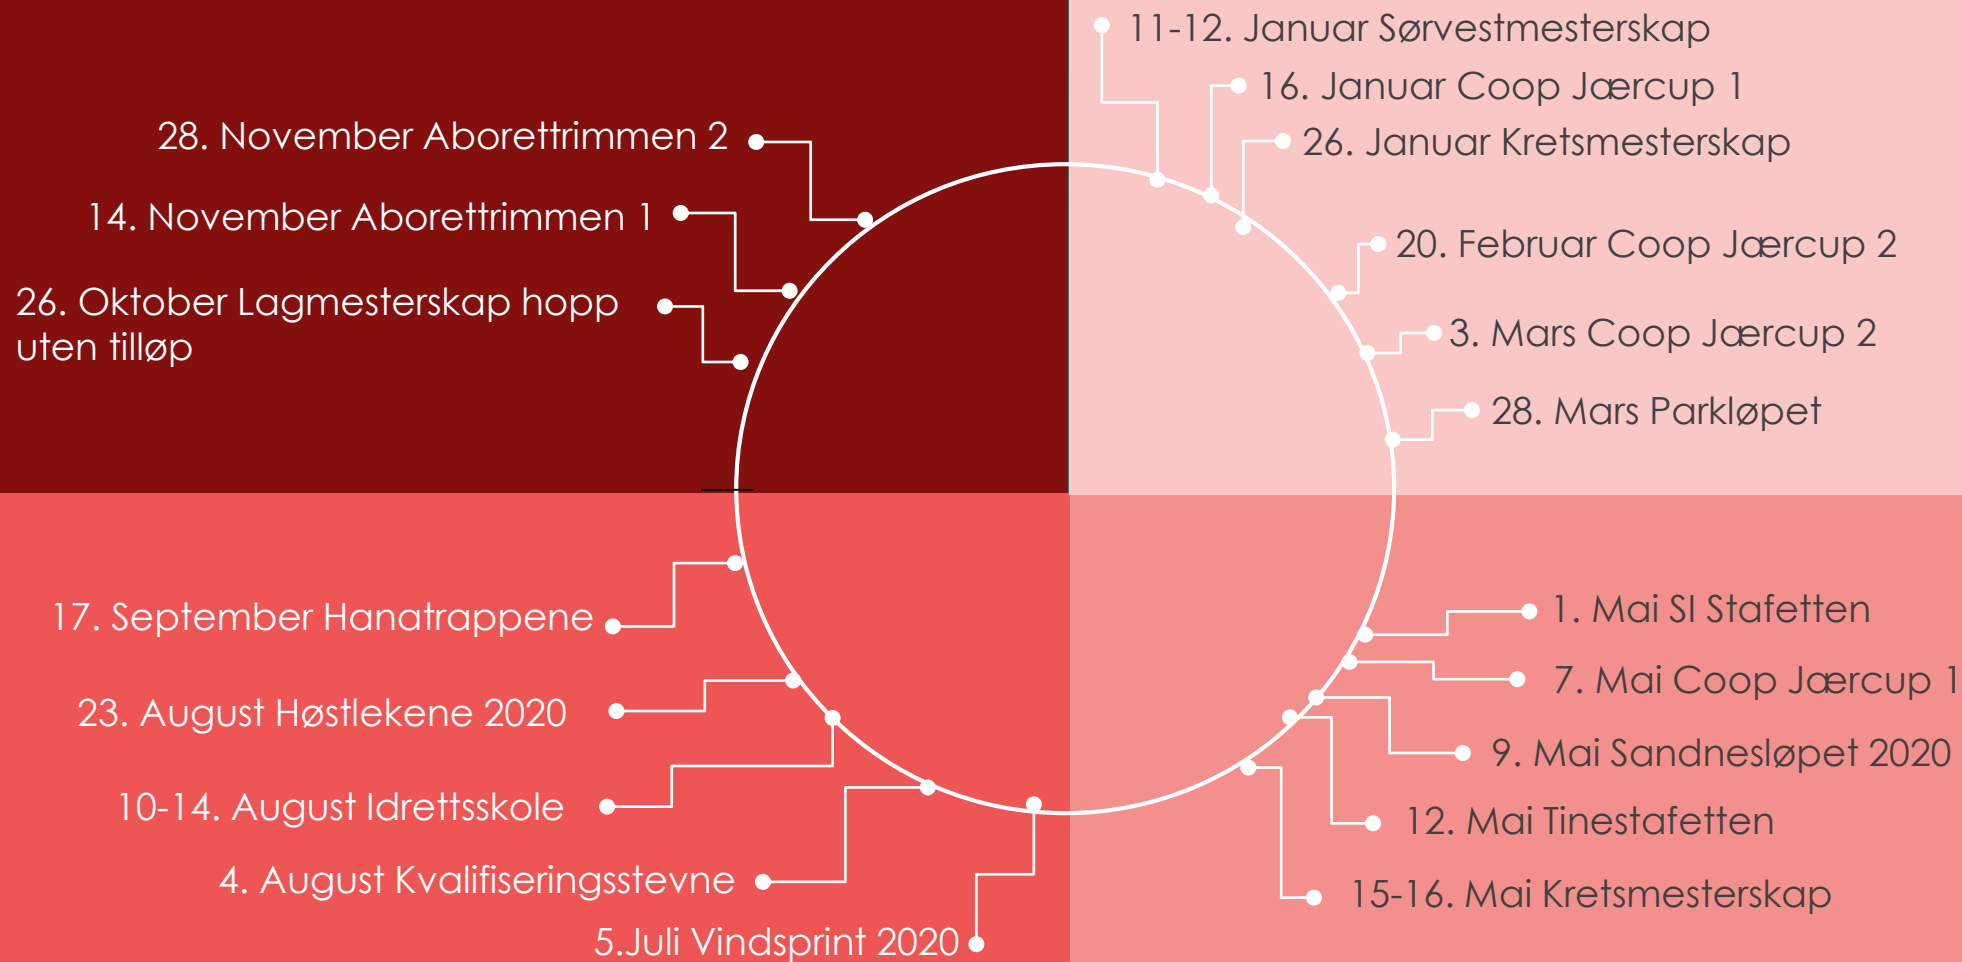 11-12. Januar Sørvestmesterskap
16. Januar Coop Jærcup 1
26. Januar Kretsmesterskap
20. Februar Coop Jærcup 2
3. Mars Coop Jærcup 2
28. Mars Parkløpet
1. Mai SI Stafetten
7. Mai Coop Jærcup 1
9. Mai Sandnesløpet 2020
12. Mai Tinestafetten
15-16. Mai Kretsmesterskap
5.Juli Vindsprint 2020
4. August Kvalifiseringsstevne
10-14. August Idrettsskole
23. August Høstlekene 2020
17. September Hanatrappene
26. Oktober Lagmesterskap hopp
uten tilløp
14. November Aborettrimmen 1
28. November Aborettrimmen 2